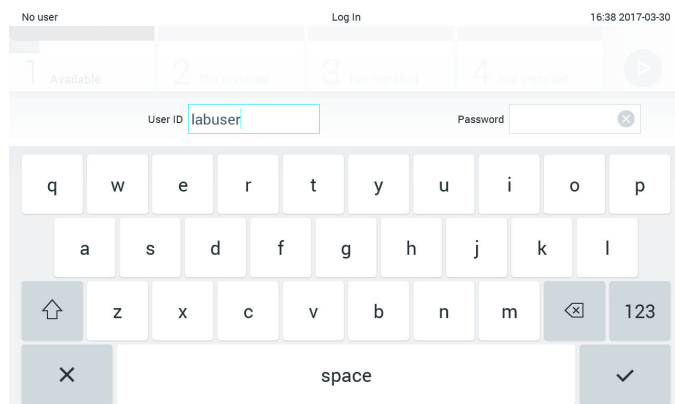 No user Log In 16:38 2017-03-30
1 Available 2 Not Installed 3 Not Installed 4 Not Installed
User ID labuser Password
q w e r t y u i o p
a s d f g h j k l
z x c v b n m 123
space